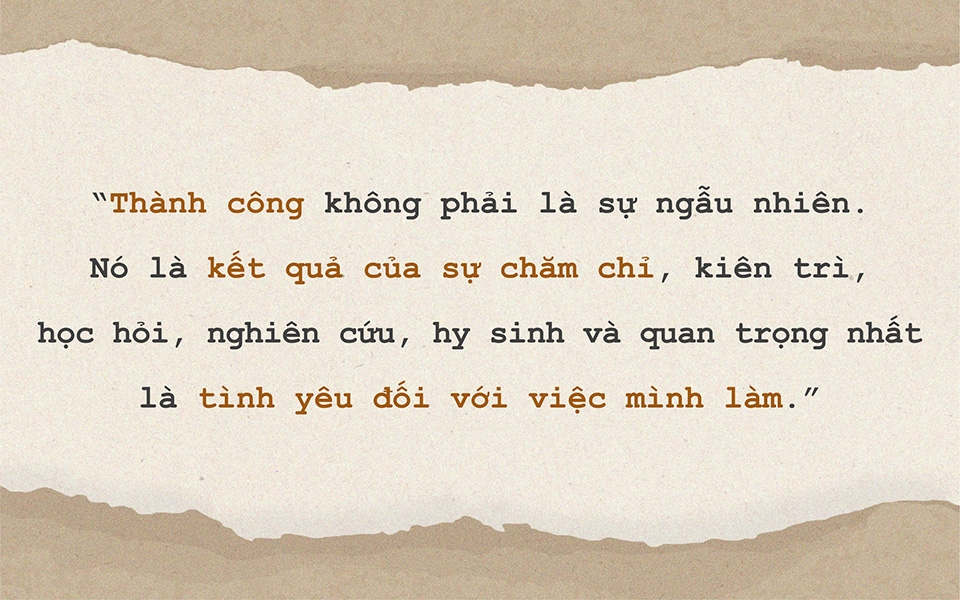 “Thành công không phải là sự ngẫu nhiên.
Nó là kết quả của sự chăm chỉ, kiên trì,
học hỏi, nghiên cứu, hy sinh và quan trọng nhất
là tình yêu đối với việc mình làm.”